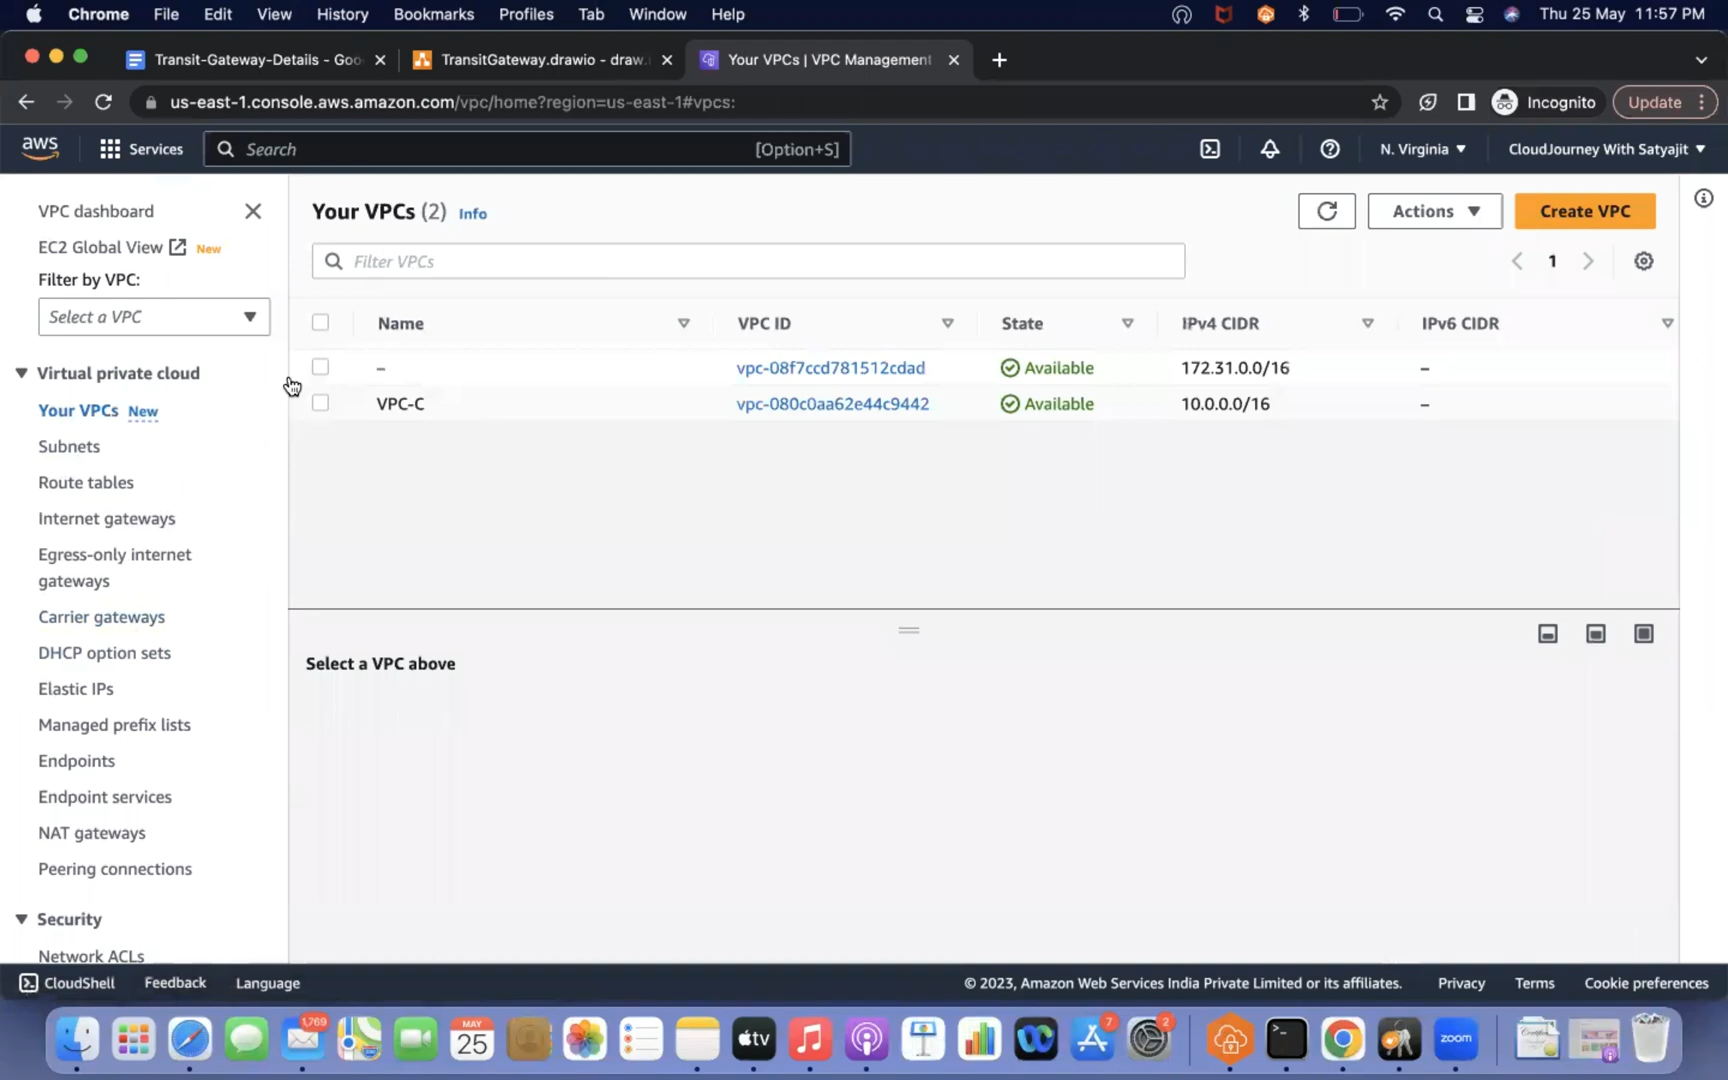 Chrome File Edit View History Bookmarks Profiles Tab Window Help Thu 25 May 11:57 PM
Transit-Gateway-Details - Goo TransitGateway.drawio - draw. Your VPCs | VPC Management
us-east-1.console.aws.amazon.com/vpc/home?region=us-east-1#vpcs: Incognito Update
aws Services Search [Option+S] N. Virginia CloudJourney With Satyajit
VPC dashboard
EC2 Global View New
Filter by VPC:
Select a VPC
Virtual private cloud
Your VPCs New
Subnets
Route tables
Internet gateways
Egress-only internet
gateways
Carrier gateways
DHCP option sets
Elastic IPs
Managed prefix lists
Endpoints
Endpoint services
NAT gateways
Peering connections
Security
Network ACLs
Your VPCs (2) Info
Actions Create VPC
Filter VPCs
1
Name VPC ID State IPv4 CIDR IPv6 CIDR
– vpc-08f7ccd781512cdad Available 172.31.0.0/16 –
VPC-C vpc-080c0aa62e44c9442 Available 10.0.0.0/16 –
Select a VPC above
CloudShell Feedback Language © 2023, Amazon Web Services India Private Limited or its affiliates. Privacy Terms Cookie preferences
1,769 MAY 25 tv 7 2 zoom